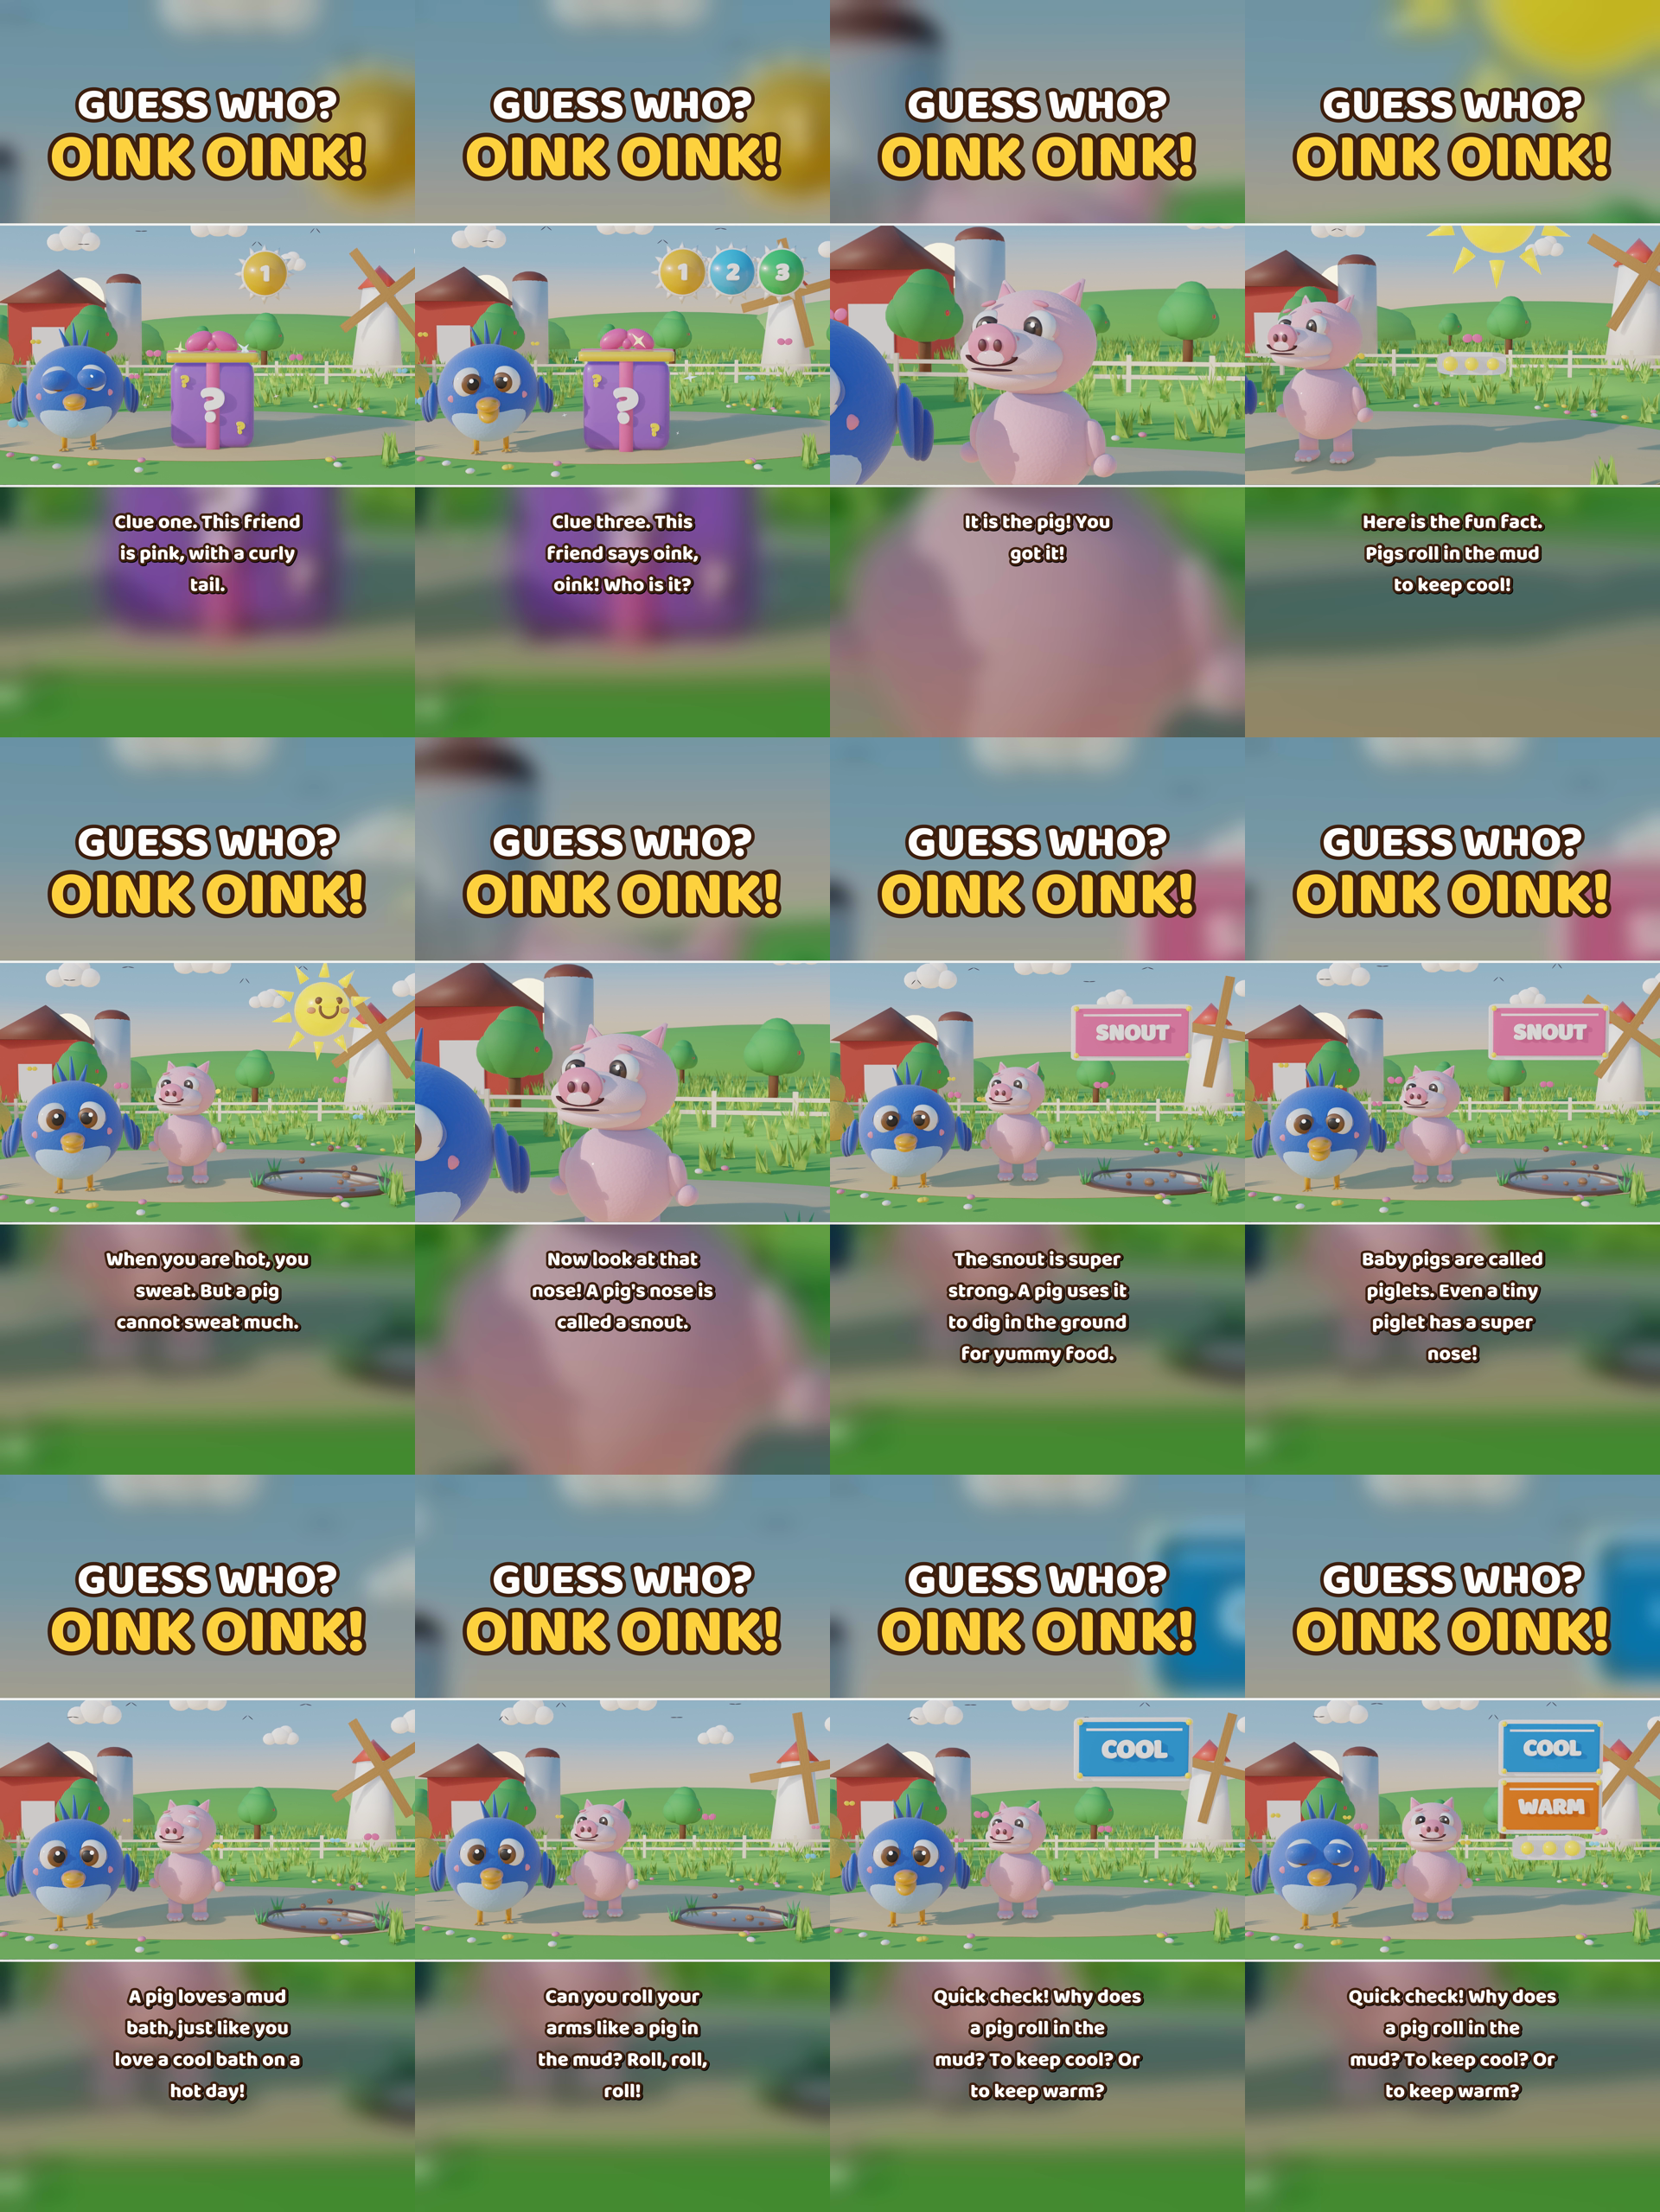 GUESS WHO?
OINK OINK!
1
?
?
?
Clue one. This friend
is pink, with a curly
tail.
GUESS WHO?
OINK OINK!
1 2 3
?
?
?
Clue three. This
friend says oink,
oink! Who is it?
GUESS WHO?
OINK OINK!
It is the pig! You
got it!
GUESS WHO?
OINK OINK!
Here is the fun fact.
Pigs roll in the mud
to keep cool!
GUESS WHO?
OINK OINK!
When you are hot, you
sweat. But a pig
cannot sweat much.
GUESS WHO?
OINK OINK!
Now look at that
nose! A pig's nose is
called a snout.
GUESS WHO?
OINK OINK!
SNOUT
The snout is super
strong. A pig uses it
to dig in the ground
for yummy food.
GUESS WHO?
OINK OINK!
SNOUT
Baby pigs are called
piglets. Even a tiny
piglet has a super
nose!
GUESS WHO?
OINK OINK!
A pig loves a mud
bath, just like you
love a cool bath on a
hot day!
GUESS WHO?
OINK OINK!
Can you roll your
arms like a pig in
the mud? Roll, roll,
roll!
GUESS WHO?
OINK OINK!
COOL
Quick check! Why does
a pig roll in the
mud? To keep cool? Or
to keep warm?
GUESS WHO?
OINK OINK!
COOL
WARM
Quick check! Why does
a pig roll in the
mud? To keep cool? Or
to keep warm?